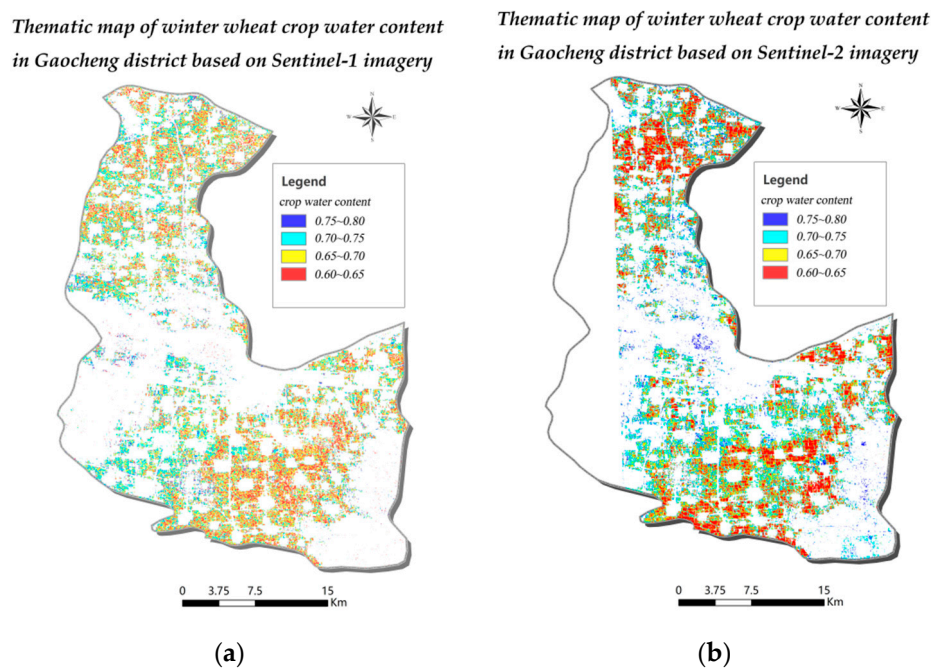 Thematic map of winter wheat crop water content
in Gaocheng district based on Sentinel-1 imagery
N
W E
S
Legend
crop water content
0.75~0.80
0.70~0.75
0.65~0.70
0.60~0.65
0 3.75 7.5 15
Km
(a)
Thematic map of winter wheat crop water content
in Gaocheng district based on Sentinel-2 imagery
N
W E
S
Legend
crop water content
0.75~0.80
0.70~0.75
0.65~0.70
0.60~0.65
0 3.75 7.5 15
Km
(b)